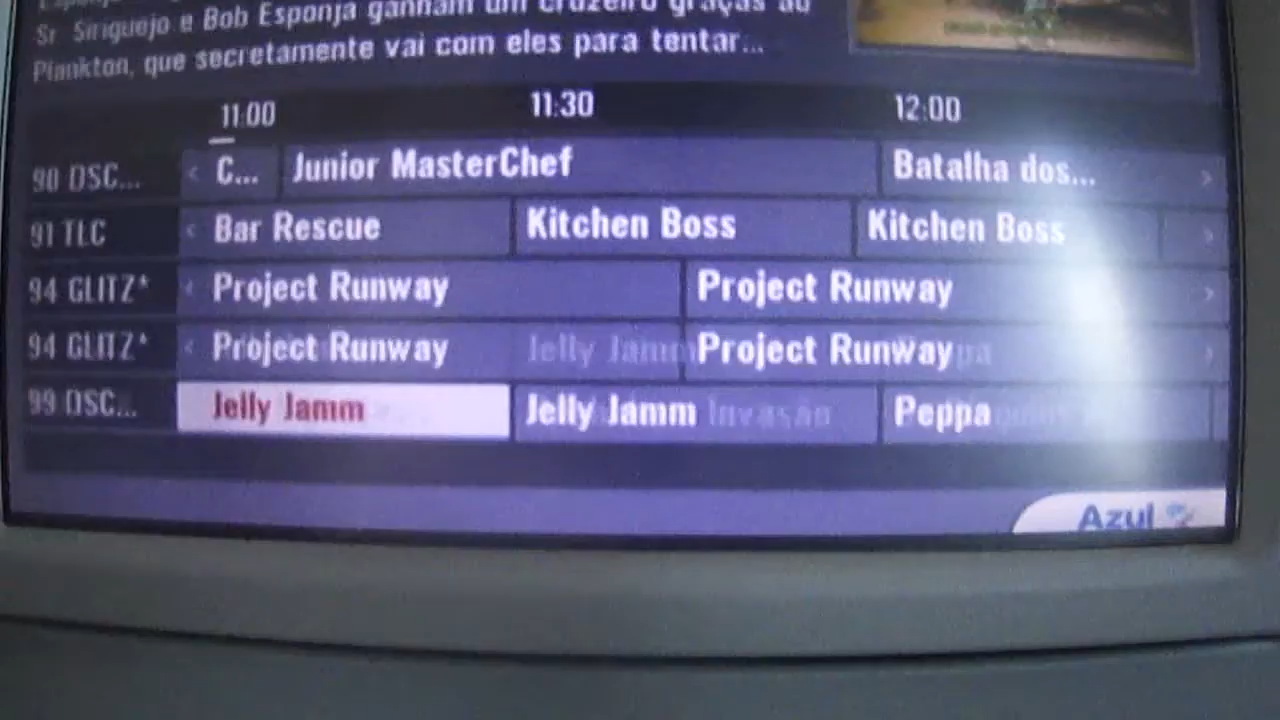 Sr Siriguejo e Bob Esponja ganham um cruzeiro graças ao
Plankton, que secretamente vai com eles para tentar...
11:00 11:30 12:00
90 DSC... C... Junior MasterChef Batalha dos...
91 TLC Bar Rescue Kitchen Boss Kitchen Boss
94 GLITZ* Project Runway Project Runway
94 GLITZ* Project Runway Jelly Jamm Project Runway
99 DSC... Jelly Jamm Jelly Jamm Invasão Peppa
Azul